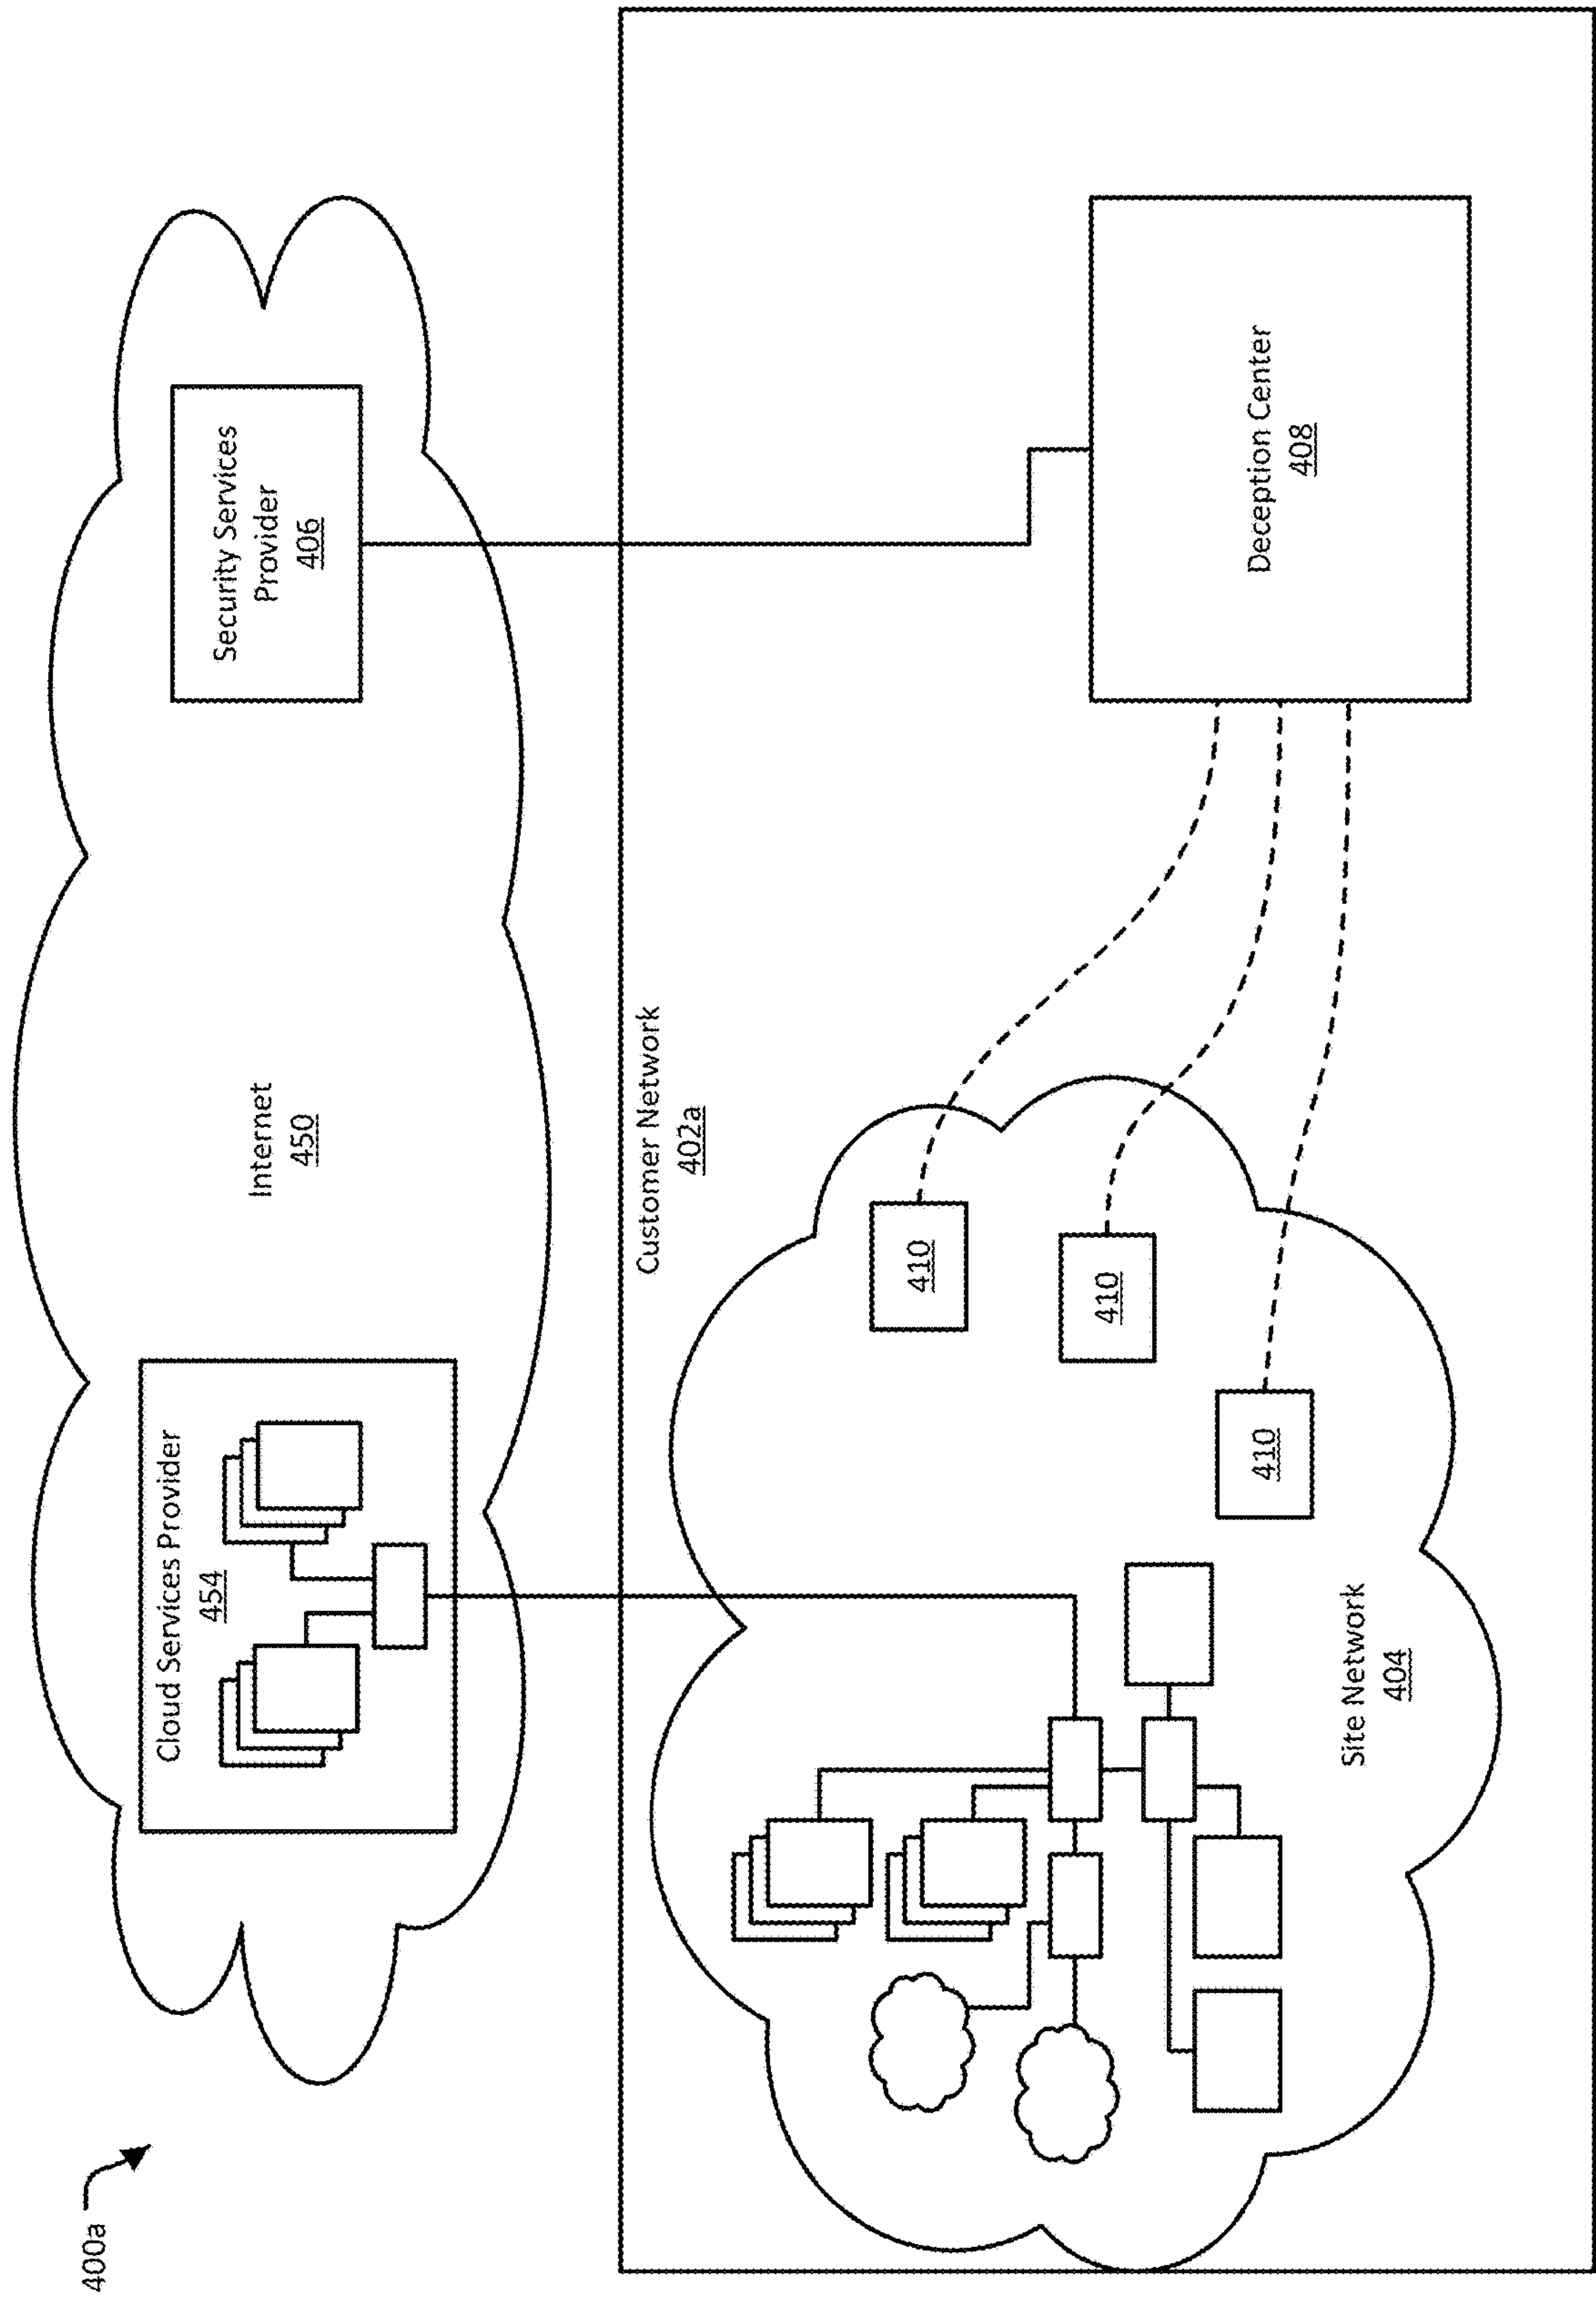 400a
Cloud Services Provider
454
Internet
450
Security Services
Provider
406
Customer Network
402a
410
410
410
Site Network
404
Deception Center
408